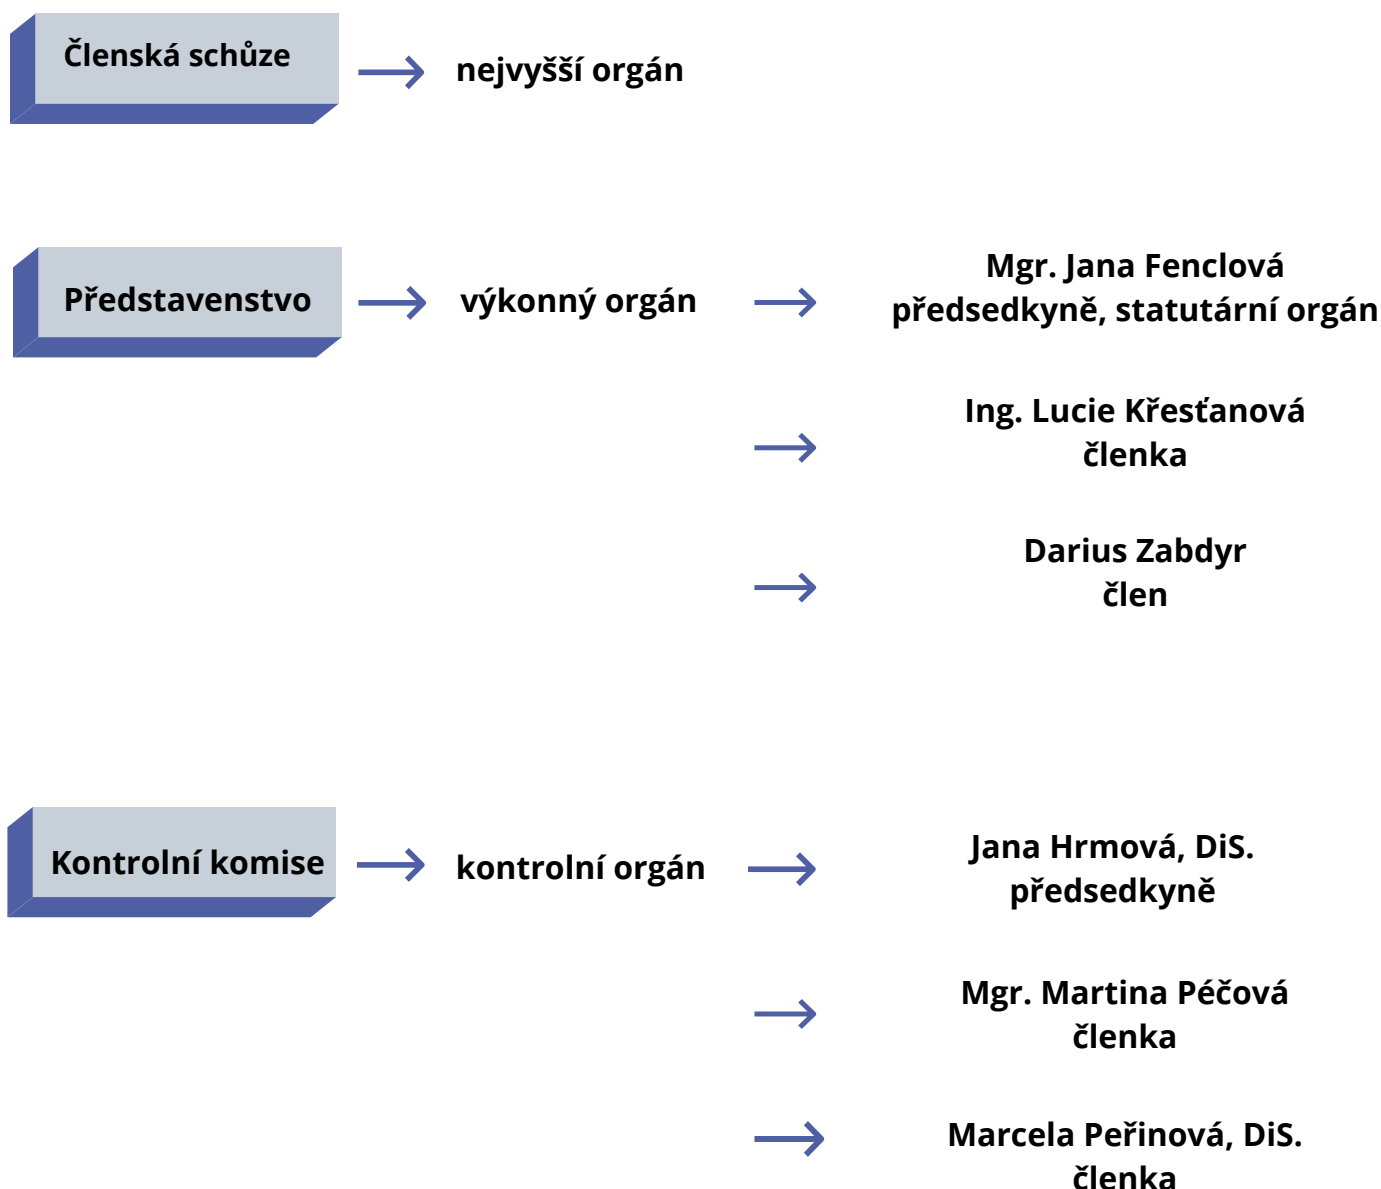 Členská schůze
nejvyšší orgán
Představenstvo
výkonný orgán
Mgr. Jana Fenclová
předsedkyně, statutární orgán
Ing. Lucie Křesťanová
členka
Darius Zabdyr
člen
Kontrolní komise
kontrolní orgán
Jana Hrmová, DiS.
předsedkyně
Mgr. Martina Péčová
členka
Marcela Peřinová, DiS.
členka